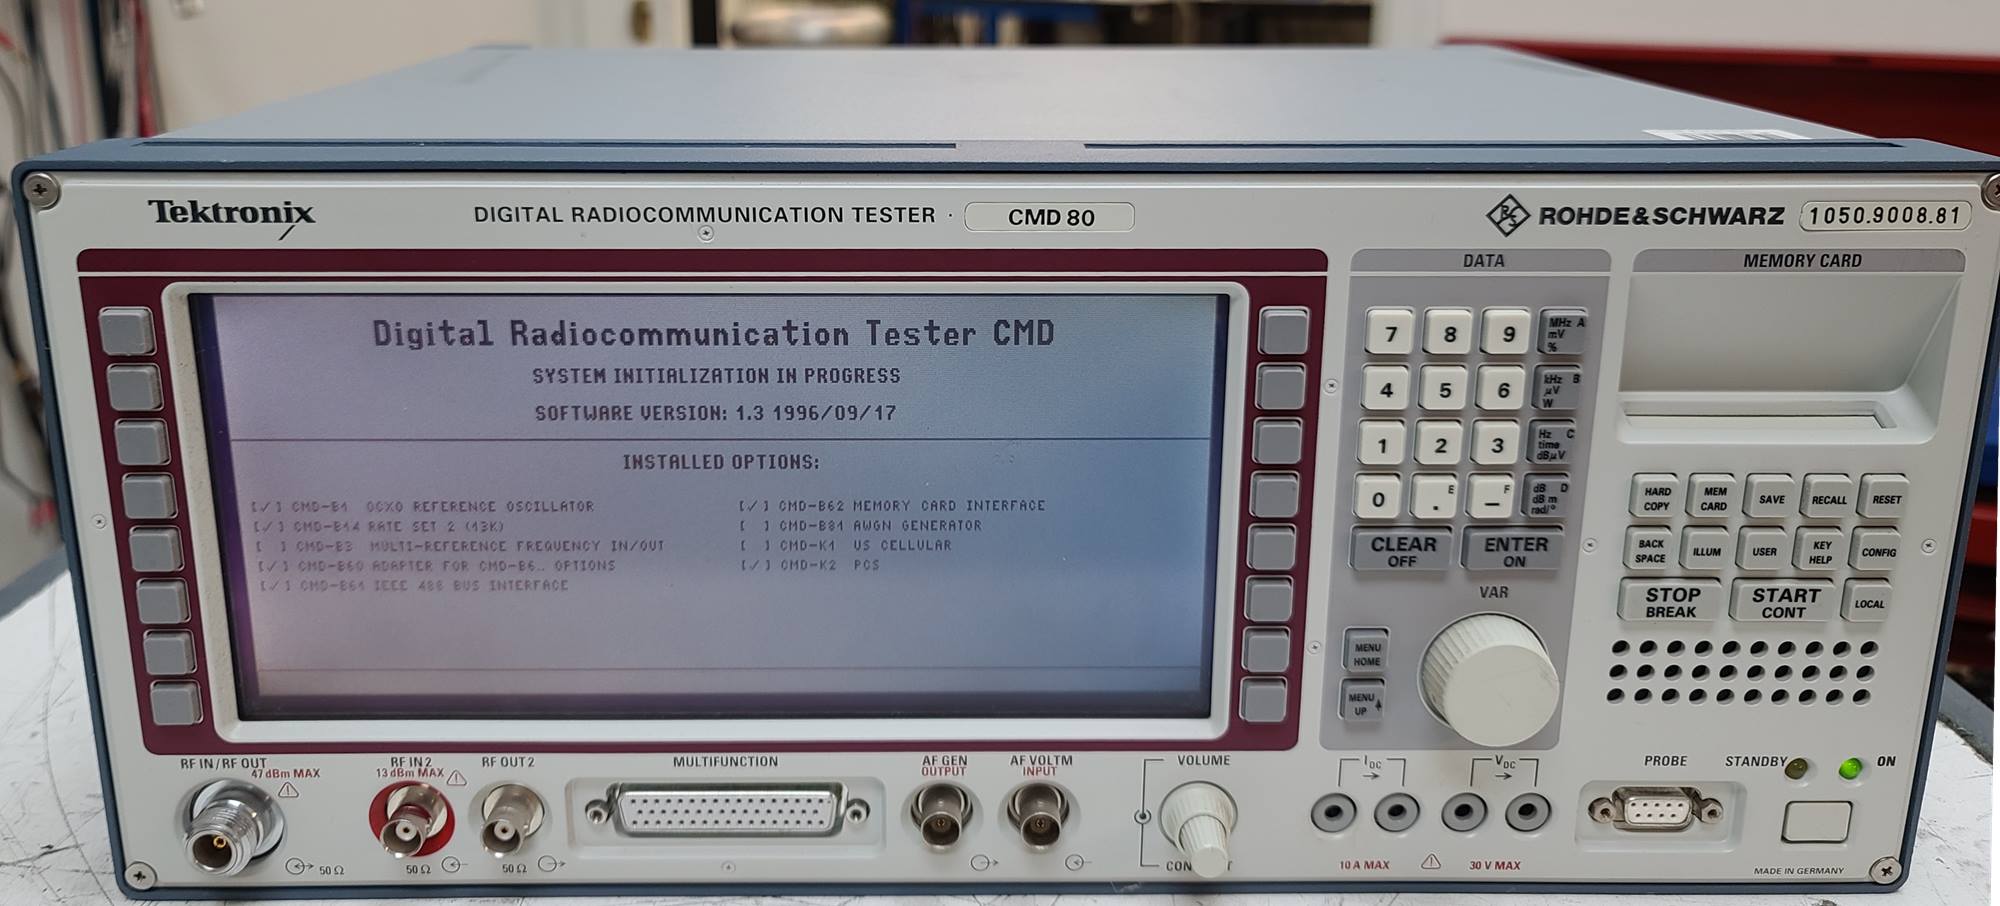 Tektronix
DIGITAL RADIOCOMMUNICATION TESTER · CMD 80
ROHDE & SCHWARZ 1050.9008.81
Digital Radiocommunication Tester CMD
SYSTEM INITIALIZATION IN PROGRESS
SOFTWARE VERSION: 1.3 1996/09/17
INSTALLED OPTIONS:
[√] CMD-B1 OCXO REFERENCE OSCILLATOR
[√] CMD-B14 RATE SET 2 (13K)
[ ] CMD-B3 MULTI-REFERENCE FREQUENCY IN/OUT
[√] CMD-B60 ADAPTER FOR CMD-B6.. OPTIONS
[√] CMD-B61 IEEE 488 BUS INTERFACE
[√] CMD-B62 MEMORY CARD INTERFACE
[ ] CMD-B81 AWGN GENERATOR
[ ] CMD-K1 US CELLULAR
[√] CMD-K2 PCS
DATA
7 8 9 MHz A
mV
%
4 5 6 kHz B
µV
W
1 2 3 Hz C
time
dBµV
0 . E – F dB D
dBm
rad/°
CLEAR
OFF
ENTER
ON
VAR
MENU
HOME
MENU
UP
MEMORY CARD
HARD
COPY
MEM
CARD
SAVE
RECALL
RESET
BACK
SPACE
ILLUM
USER
KEY
HELP
CONFIG
STOP
BREAK
START
CONT
LOCAL
RF IN/RF OUT
47 dBm MAX
50 Ω
RF IN 2
13 dBm MAX
50 Ω
RF OUT 2
50 Ω
MULTIFUNCTION
AF GEN
OUTPUT
AF VOLTM
INPUT
VOLUME
I DC
V DC
10 A MAX
30 V MAX
PROBE
STANDBY
ON
MADE IN GERMANY